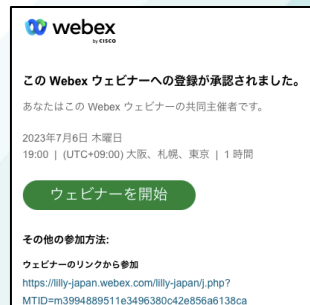 webex
by CISCO
この Webex ウェビナーへの登録が承認されました。
あなたはこの Webex ウェビナーの共同主催者です。
2023年7月6日 木曜日
19:00 | (UTC+09:00) 大阪、札幌、東京 | 1 時間
ウェビナーを開始
その他の参加方法:
ウェビナーのリンクから参加
https://lilly-japan.webex.com/lilly-japan/j.php?
MTID=m3994889511e3496380c42e856a6138ca